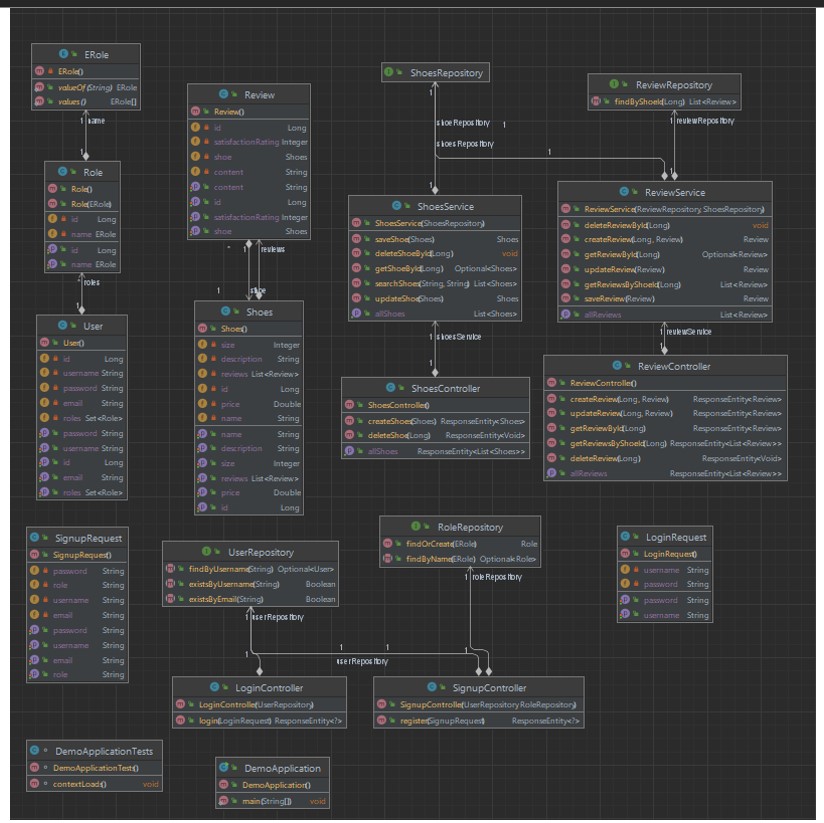 ERole
ERole()
valueOf(String) ERole
values() ERole[]
1 name
1
Role
Role()
Role(ERole)
id Long
name ERole
id Long
name ERole
* roles
1
User
User()
id Long
username String
password String
email String
roles Set<Role>
password String
username String
id Long
email String
roles Set<Role>
Review
Review()
id Long
satisfactionRating Integer
shoe Shoes
content String
content String
id Long
satisfactionRating Integer
shoe Shoes
* 1 reviews
1 shoe
Shoes
Shoes()
size Integer
description String
reviews List<Review>
id Long
price Double
name String
name String
description String
size Integer
reviews List<Review>
price Double
id Long
ShoesRepository
1
shoeRepository 1
shoesRepository
1
1
1
ShoesService
ShoesService(ShoesRepository)
saveShoe(Shoes) Shoes
deleteShoeById(Long) void
getShoeById(Long) Optional<Shoes>
searchShoes(String, String) List<Shoes>
updateShoe(Shoes) Shoes
allShoes List<Shoes>
1 shoesService
1
ShoesController
ShoesController()
createShoes(Shoes) ResponseEntity<Shoes>
deleteShoe(Long) ResponseEntity<Void>
allShoes ResponseEntity<List<Shoes>>
ReviewRepository
findByShoeId(Long) List<Review>
1 reviewRepository
1
ReviewService
ReviewService(ReviewRepository, ShoesRepository)
deleteReviewById(Long) void
createReview(Long, Review) Review
getReviewById(Long) Optional<Review>
updateReview(Review) Review
getReviewsByShoeId(Long) List<Review>
saveReview(Review) Review
allReviews List<Review>
1 reviewService
1
ReviewController
ReviewController()
createReview(Long, Review) ResponseEntity<Review>
updateReview(Long, Review) ResponseEntity<Review>
getReviewById(Long) ResponseEntity<Review>
getReviewsByShoeId(Long) ResponseEntity<List<Review>>
deleteReview(Long) ResponseEntity<Void>
allReviews ResponseEntity<List<Review>>
SignupRequest
SignupRequest()
password String
role String
username String
email String
password String
username String
email String
role String
UserRepository
findByUsername(String) Optional<User>
existsByUsername(String) Boolean
existsByEmail(String) Boolean
1 userRepository
RoleRepository
findOrCreate(ERole) Role
findByName(ERole) Optional<Role>
1 roleRepository
LoginRequest
LoginRequest()
username String
password String
password String
username String
1 1 1 1
userRepository
LoginController
LoginController(UserRepository)
login(LoginRequest) ResponseEntity<?>
SignupController
SignupController(UserRepository, RoleRepository)
register(SignupRequest) ResponseEntity<?>
DemoApplicationTests
DemoApplicationTests()
contextLoads() void
DemoApplication
DemoApplication()
main(String[]) void